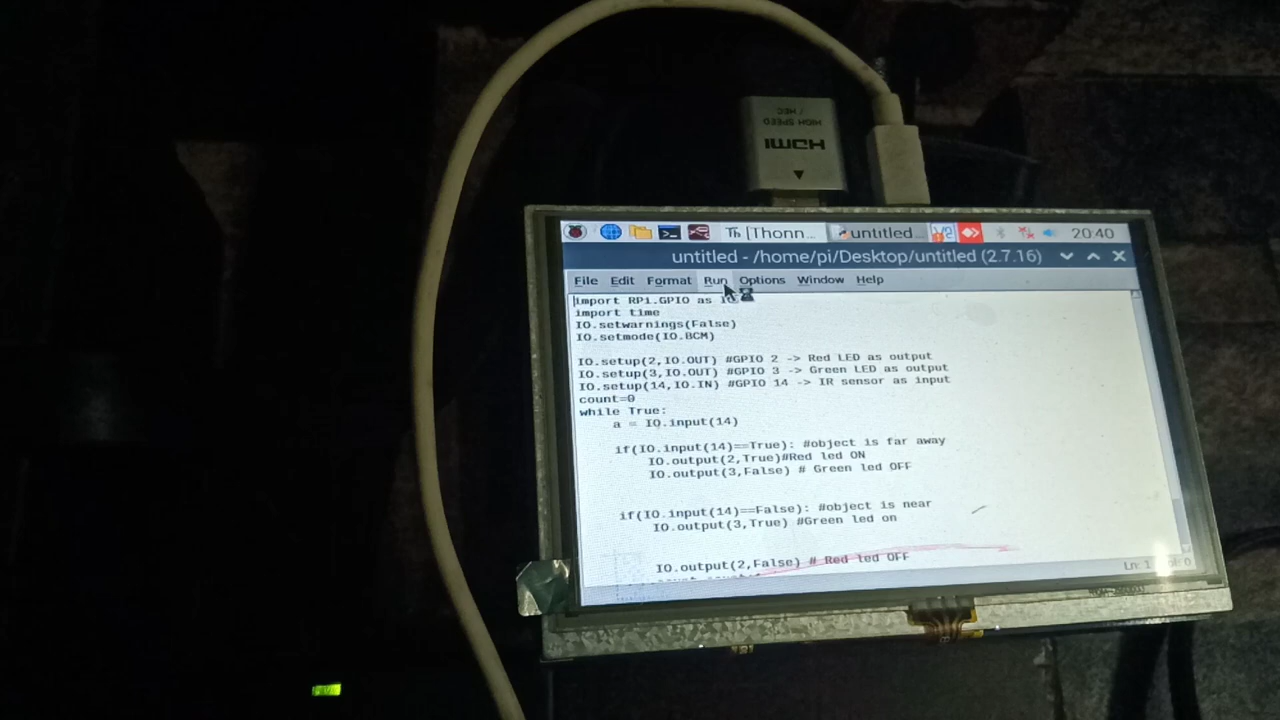 HIGH SPEED
/ HEC
HDMI
Th [Thonn...
untitled...
20:40
untitled - /home/pi/Desktop/untitled (2.7.16)
File Edit Format Run Options Window Help
import RPi.GPIO as IO
import time
IO.setwarnings(False)
IO.setmode(IO.BCM)
IO.setup(2,IO.OUT) #GPIO 2 -> Red LED as output
IO.setup(3,IO.OUT) #GPIO 3 -> Green LED as output
IO.setup(14,IO.IN) #GPIO 14 -> IR sensor as input
count=0
while True:
a = IO.input(14)
if(IO.input(14)==True): #object is far away
IO.output(2,True)#Red led ON
IO.output(3,False) # Green led OFF
if(IO.input(14)==False): #object is near
IO.output(3,True) #Green led on
IO.output(2,False) # Red led OFF